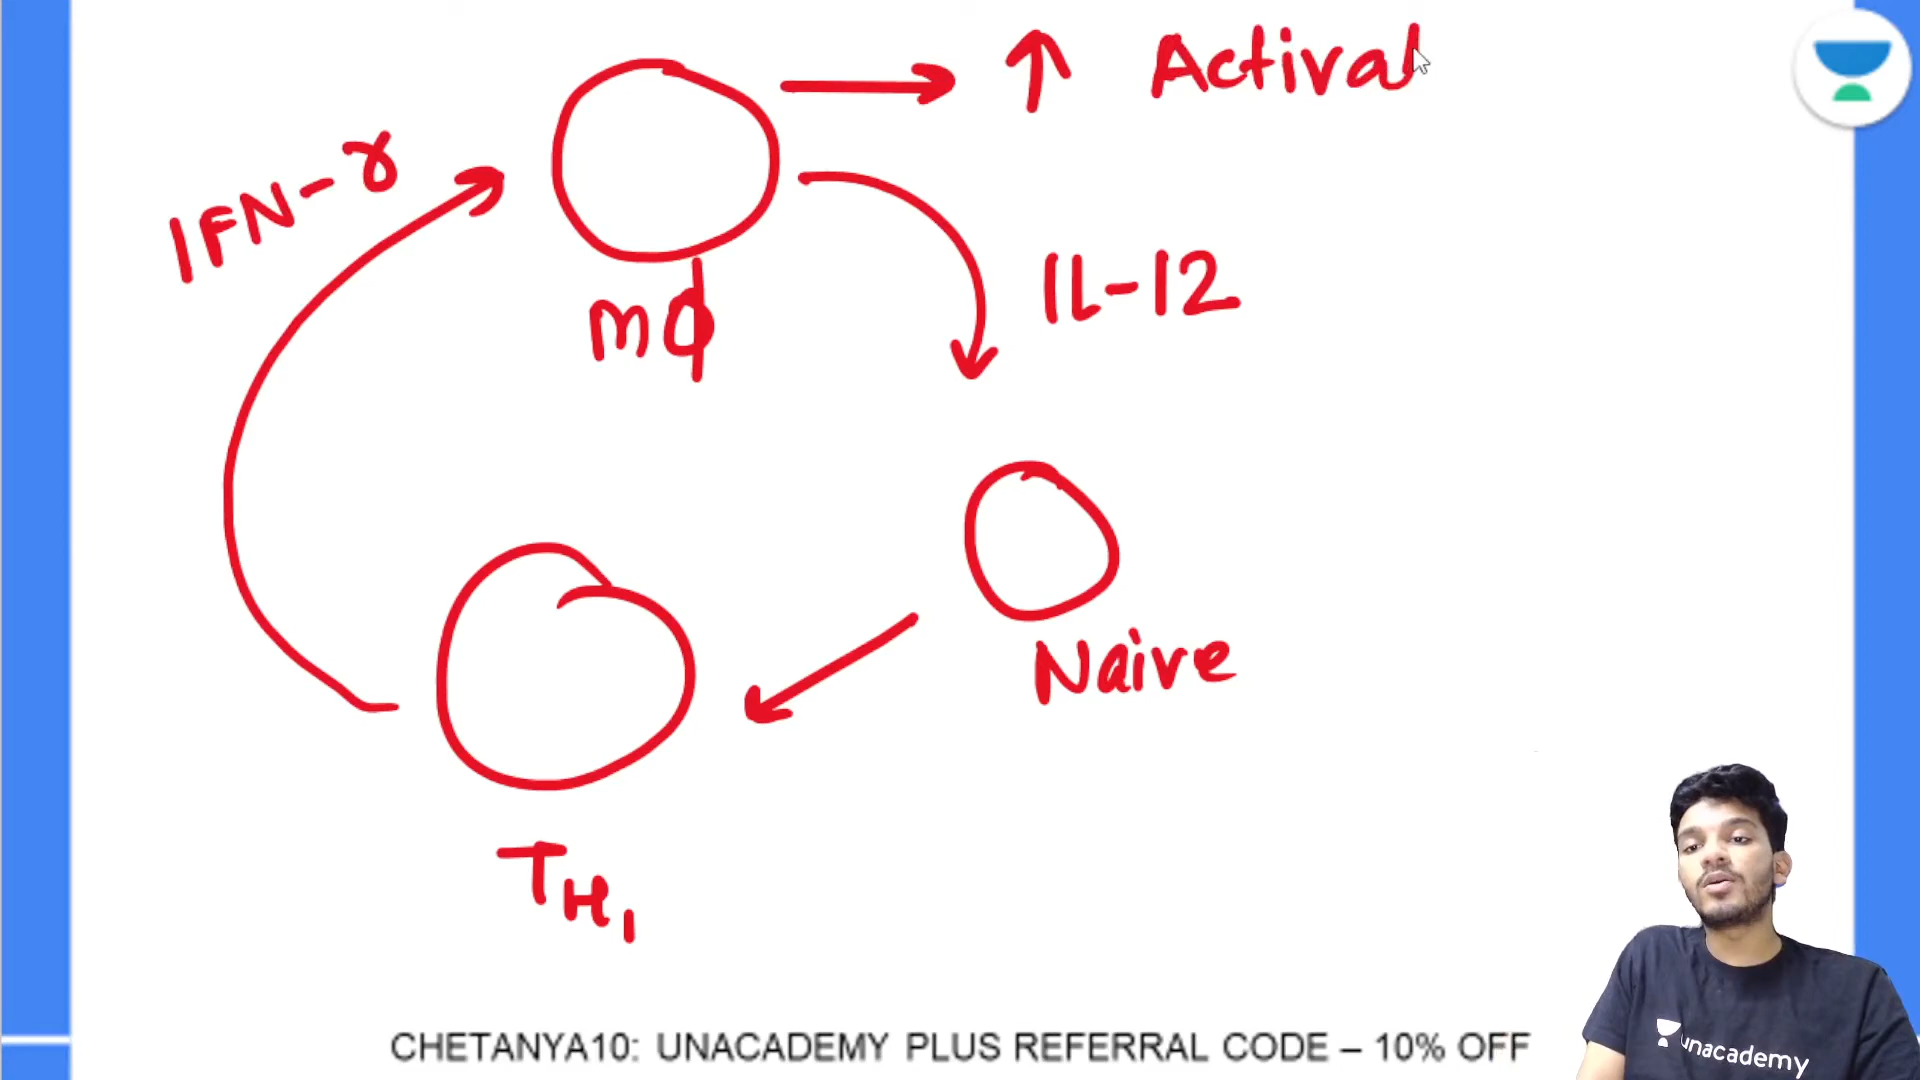 ↑ Actival
IFN-γ
IL-12
mϕ
Naive
TH1
CHETANYA10: UNACADEMY PLUS REFERRAL CODE – 10% OFF
unacademy